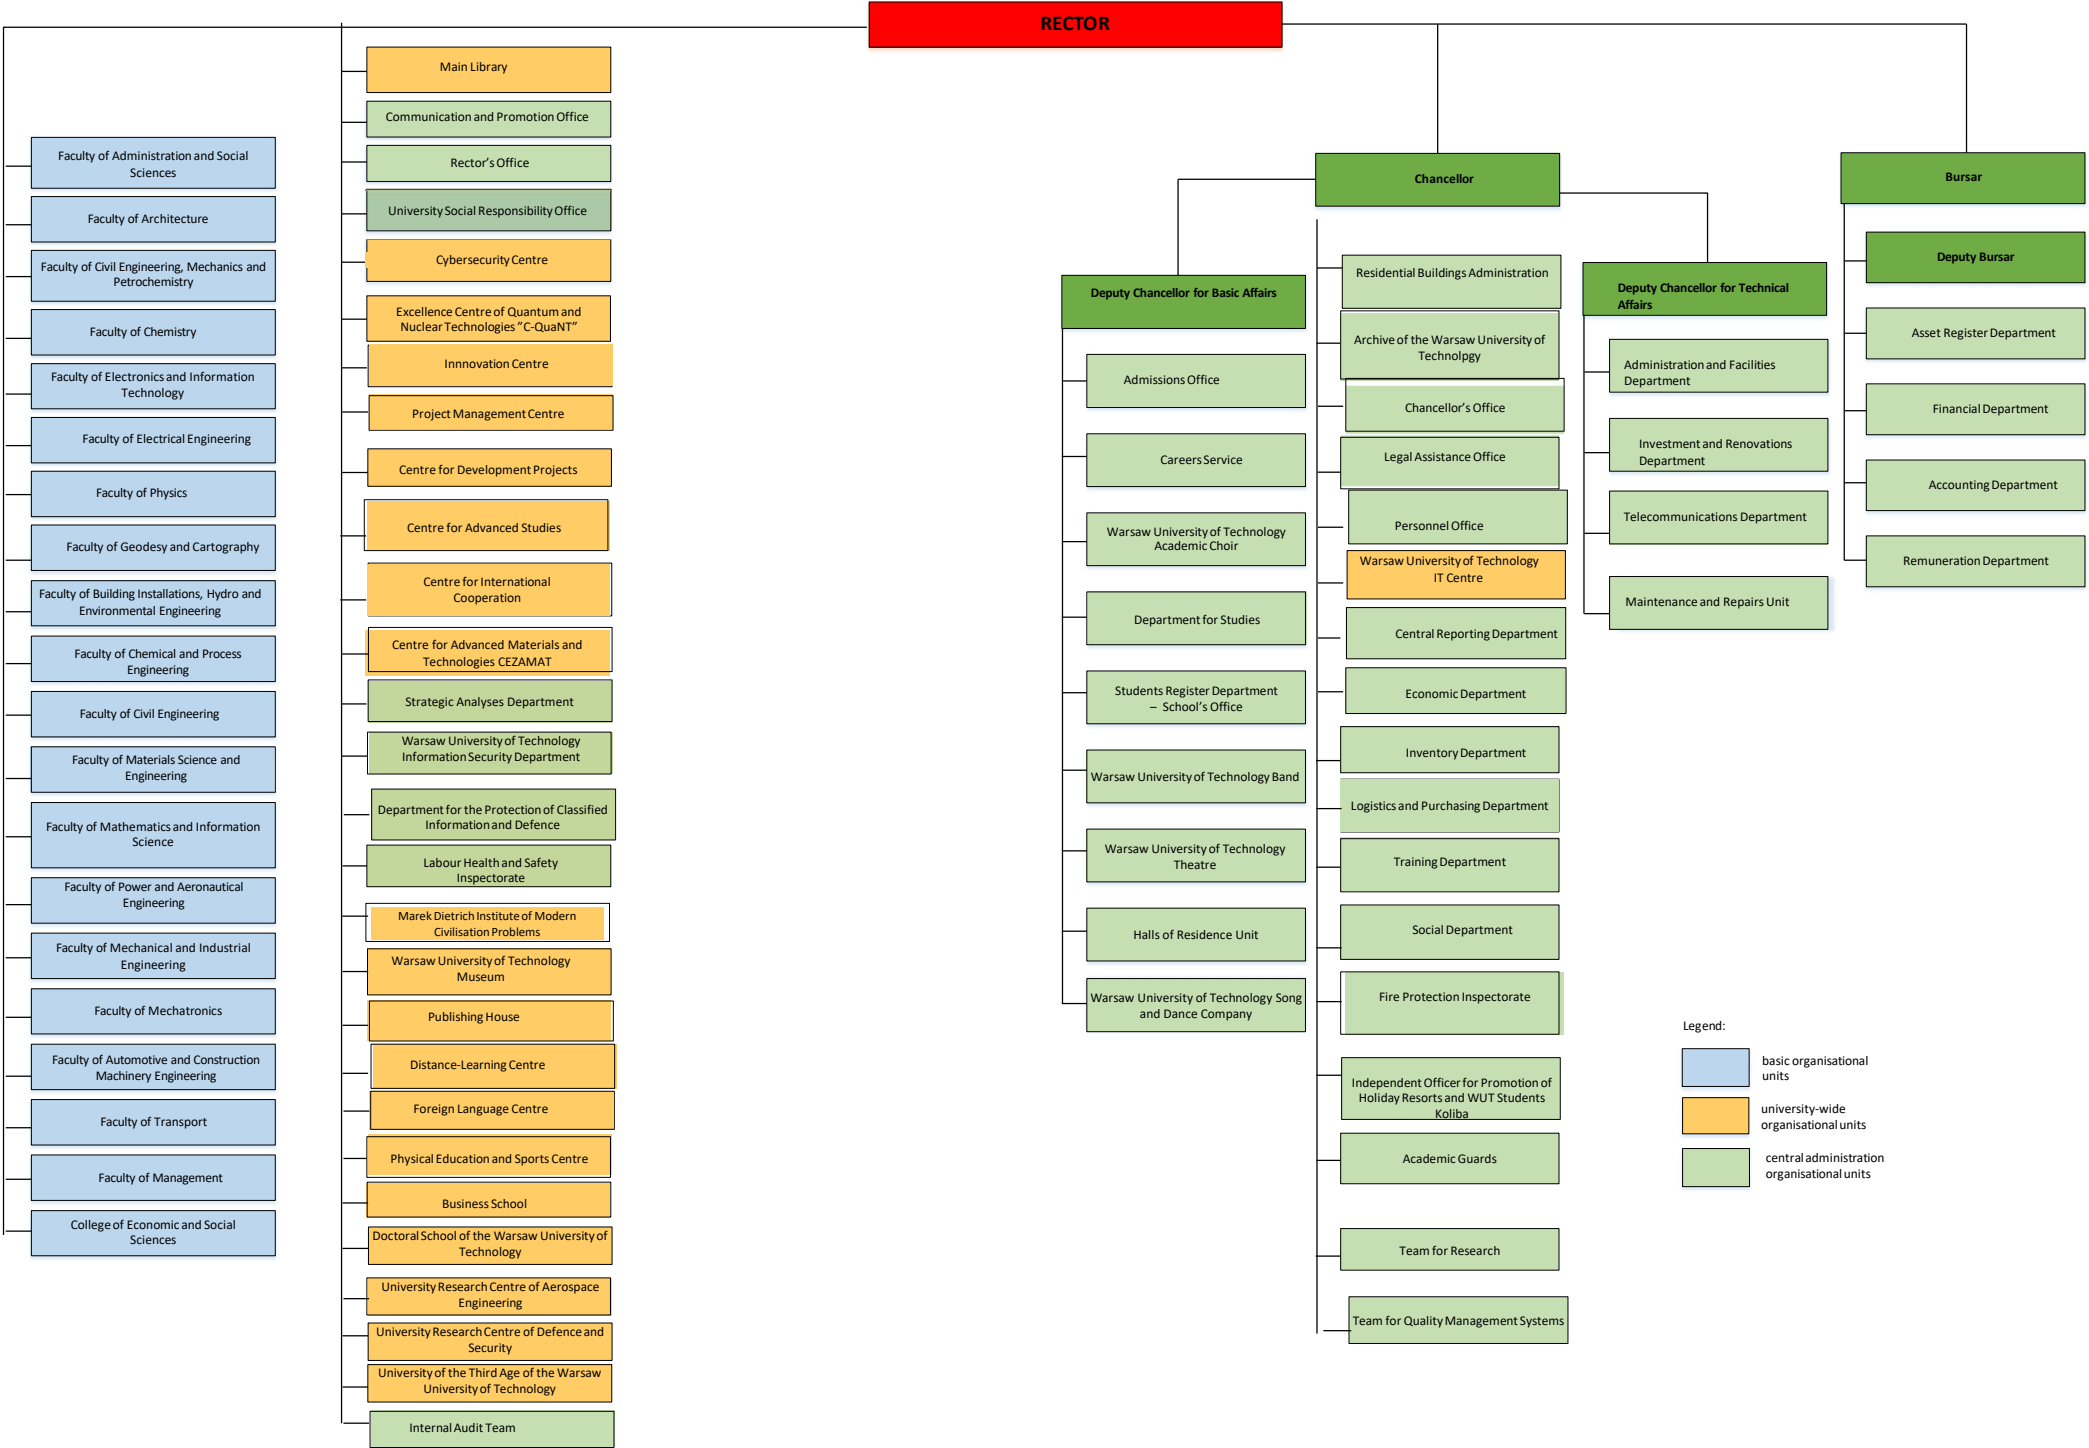 RECTOR
Faculty of Administration and Social
Sciences
Faculty of Architecture
Faculty of Civil Engineering, Mechanics and
Petrochemistry
Faculty of Chemistry
Faculty of Electronics and Information
Technology
Faculty of Electrical Engineering
Faculty of Physics
Faculty of Geodesy and Cartography
Faculty of Building Installations, Hydro and
Environmental Engineering
Faculty of Chemical and Process
Engineering
Faculty of Civil Engineering
Faculty of Materials Science and
Engineering
Faculty of Mathematics and Information
Science
Faculty of Power and Aeronautical
Engineering
Faculty of Mechanical and Industrial
Engineering
Faculty of Mechatronics
Faculty of Automotive and Construction
Machinery Engineering
Faculty of Transport
Faculty of Management
College of Economic and Social
Sciences
Main Library
Communication and Promotion Office
Rector's Office
University Social Responsibility Office
Cybersecurity Centre
Excellence Centre of Quantum and
Nuclear Technologies "C-QuaNT"
Innnovation Centre
Project Management Centre
Centre for Development Projects
Centre for Advanced Studies
Centre for International
Cooperation
Centre for Advanced Materials and
Technologies CEZAMAT
Strategic Analyses Department
Warsaw University of Technology
Information Security Department
Department for the Protection of Classified
Information and Defence
Labour Health and Safety
Inspectorate
Marek Dietrich Institute of Modern
Civilisation Problems
Warsaw University of Technology
Museum
Publishing House
Distance-Learning Centre
Foreign Language Centre
Physical Education and Sports Centre
Business School
Doctoral School of the Warsaw University of
Technology
University Research Centre of Aerospace
Engineering
University Research Centre of Defence and
Security
University of the Third Age of the Warsaw
University of Technology
Internal Audit Team
Chancellor
Deputy Chancellor for Basic Affairs
Admissions Office
Careers Service
Warsaw University of Technology
Academic Choir
Department for Studies
Students Register Department
– School's Office
Warsaw University of Technology Band
Warsaw University of Technology
Theatre
Halls of Residence Unit
Warsaw University of Technology Song
and Dance Company
Residential Buildings Administration
Archive of the Warsaw University of
Technolpgy
Chancellor's Office
Legal Assistance Office
Personnel Office
Warsaw University of Technology
IT Centre
Central Reporting Department
Economic Department
Inventory Department
Logistics and Purchasing Department
Training Department
Social Department
Fire Protection Inspectorate
Independent Officer for Promotion of
Holiday Resorts and WUT Students
Koliba
Academic Guards
Team for Research
Team for Quality Management Systems
Deputy Chancellor for Technical
Affairs
Administration and Facilities
Department
Investment and Renovations
Department
Telecommunications Department
Maintenance and Repairs Unit
Bursar
Deputy Bursar
Asset Register Department
Financial Department
Accounting Department
Remuneration Department
Legend:
basic organisational
units
university-wide
organisational units
central administration
organisational units